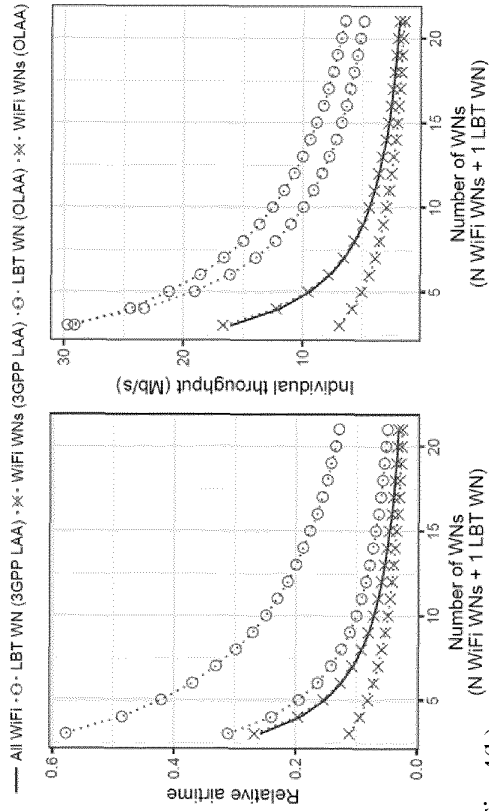 All WiFi · LBT WN (3GPP LAA) · WiFi WNs (3GPP LAA) · LBT WN (OLAA) · WiFi WNs (OLAA)
Relative airtime
0.6
0.4
0.2
0.0
5
10
15
20
Number of WNs
(N WiFi WNs + 1 LBT WN)
Individual throughput (Mb/s)
30
20
10
5
10
15
20
Number of WNs
(N WiFi WNs + 1 LBT WN)